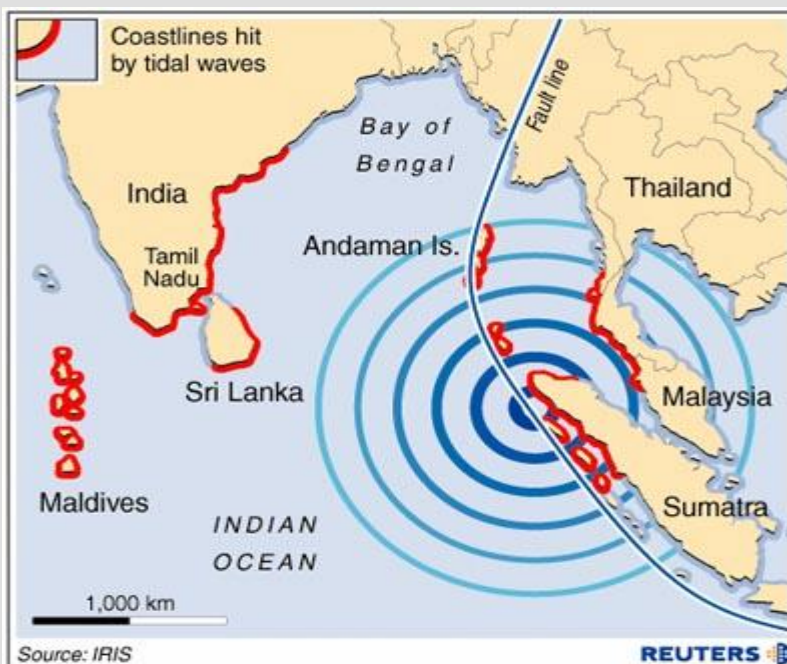 Coastlines hit
by tidal waves
Bay of
Bengal
Fault line
India
Thailand
Tamil
Nadu
Andaman Is.
Sri Lanka
Malaysia
Maldives
Sumatra
INDIAN
OCEAN
1,000 km
Source: IRIS
REUTERS